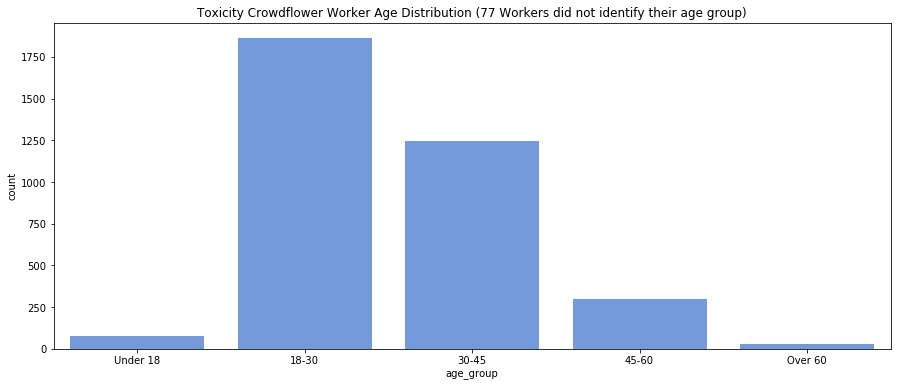 Toxicity Crowdflower Worker Age Distribution (77 Workers did not identify their age group)
1750
1500
1250
1000
750
500
250
0
count
Under 18
18-30
30-45
45-60
Over 60
age_group